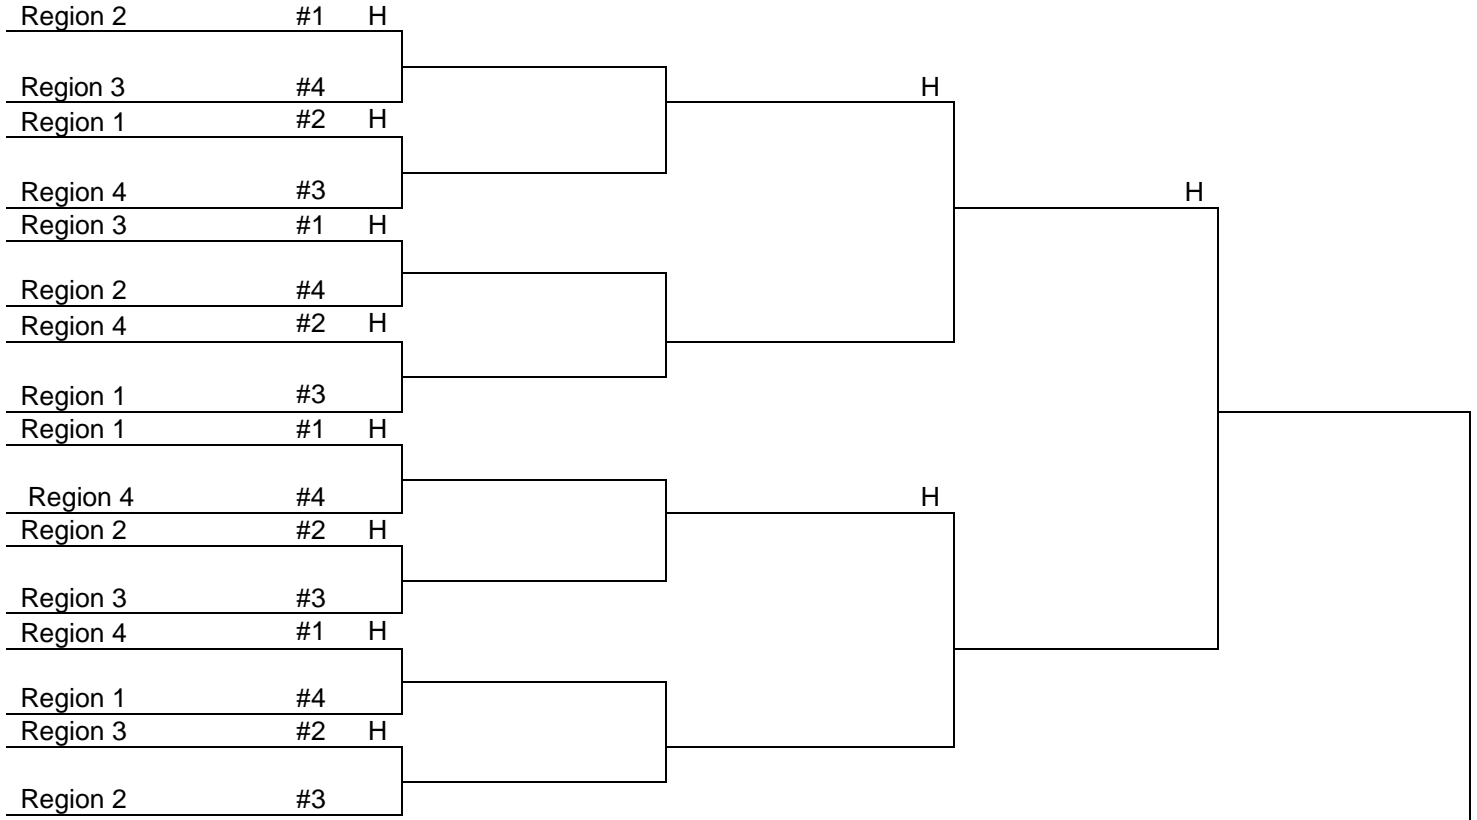 Region 2 #1 H
Region 3 #4
H
Region 1 #2 H
Region 4 #3
H
Region 3 #1 H
Region 2 #4
Region 4 #2 H
Region 1 #3
Region 1 #1 H
Region 4 #4
H
Region 2 #2 H
Region 3 #3
Region 4 #1 H
Region 1 #4
Region 3 #2 H
Region 2 #3